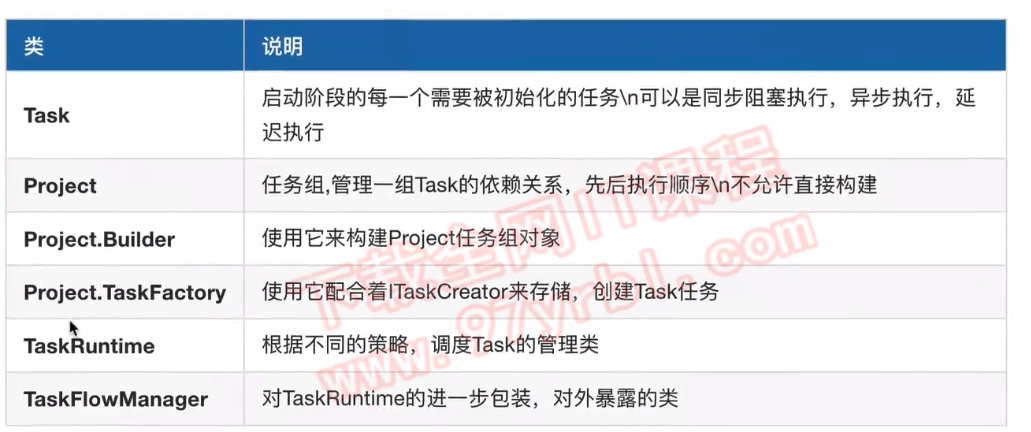 类 说明
Task
启动阶段的每一个需要被初始化的任务\n可以是同步阻塞执行，异步执行，延
迟执行
Project 任务组,管理一组Task的依赖关系，先后执行顺序\n不允许直接构建
Project.Builder 使用它来构建Project任务组对象
Project.TaskFactory 使用它配合着ITaskCreator来存储，创建Task任务
TaskRuntime 根据不同的策略，调度Task的管理类
TaskFlowManager 对TaskRuntime的进一步包装，对外暴露的类
下载全网IT课程
www.97yrbl.com